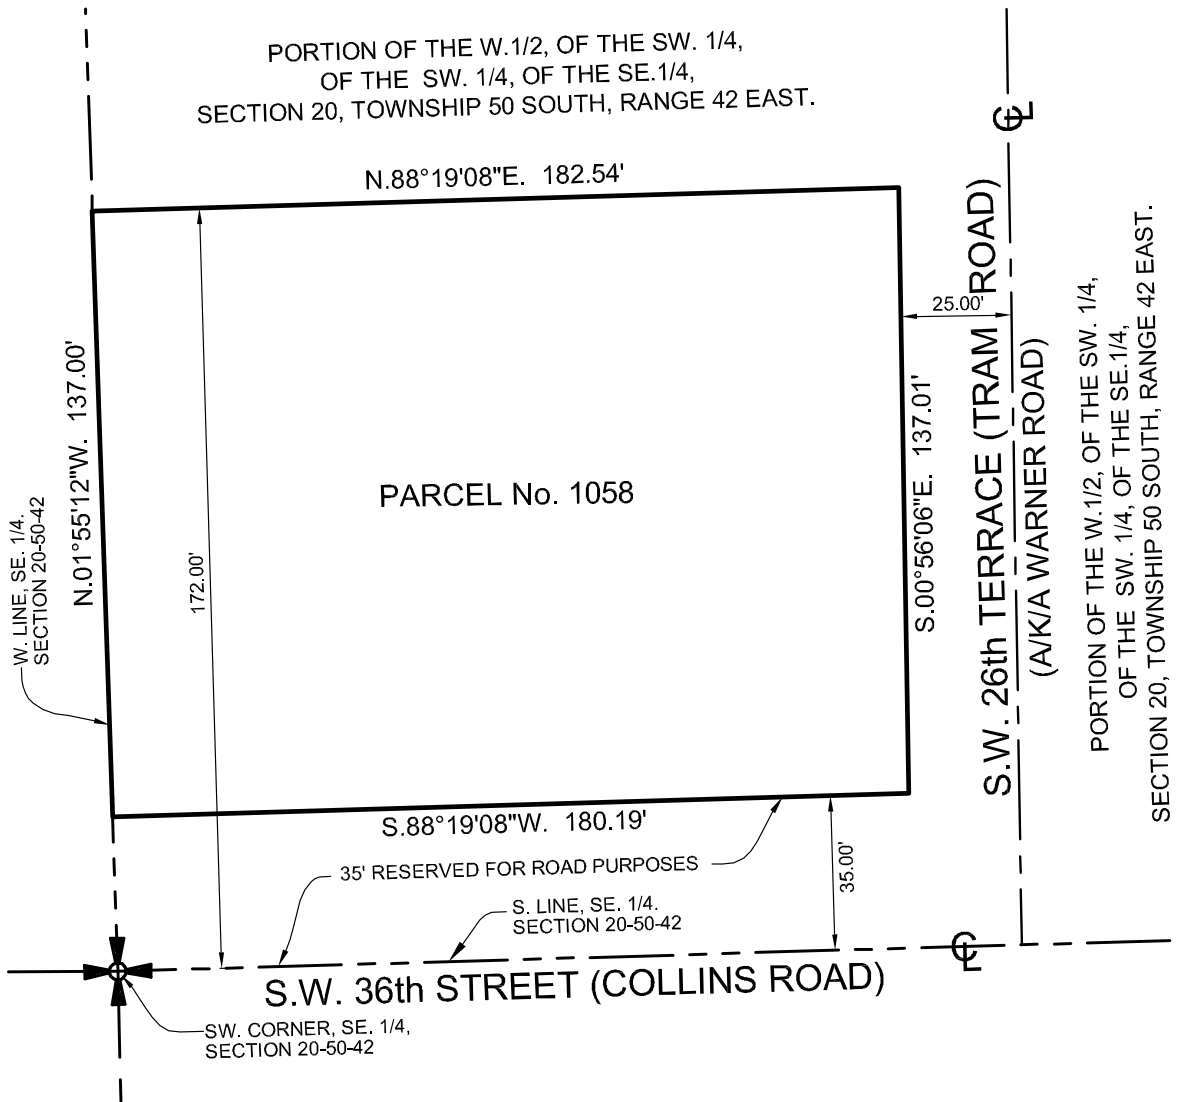 PORTION OF THE W.1/2, OF THE SW. 1/4,
OF THE SW. 1/4, OF THE SE.1/4,
SECTION 20, TOWNSHIP 50 SOUTH, RANGE 42 EAST.
℄
N.88°19'08"E. 182.54'
25.00'
N.01°55'12"W. 137.00'
172.00'
PARCEL No. 1058
S.00°56'06"E. 137.01'
S.W. 26th TERRACE (TRAM ROAD)
(A/K/A WARNER ROAD)
PORTION OF THE W.1/2, OF THE SW. 1/4,
OF THE SW. 1/4, OF THE SE.1/4,
SECTION 20, TOWNSHIP 50 SOUTH, RANGE 42 EAST.
W. LINE, SE. 1/4.
SECTION 20-50-42
S.88°19'08"W. 180.19'
35' RESERVED FOR ROAD PURPOSES
35.00'
S. LINE, SE. 1/4.
SECTION 20-50-42
℄
S.W. 36th STREET (COLLINS ROAD)
SW. CORNER, SE. 1/4,
SECTION 20-50-42